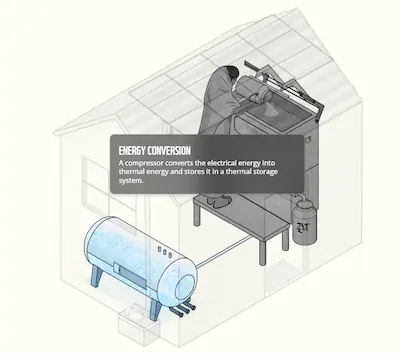 ENERGY CONVERSION
A compressor converts the electrical energy into
thermal energy and stores it in a thermal storage
system.